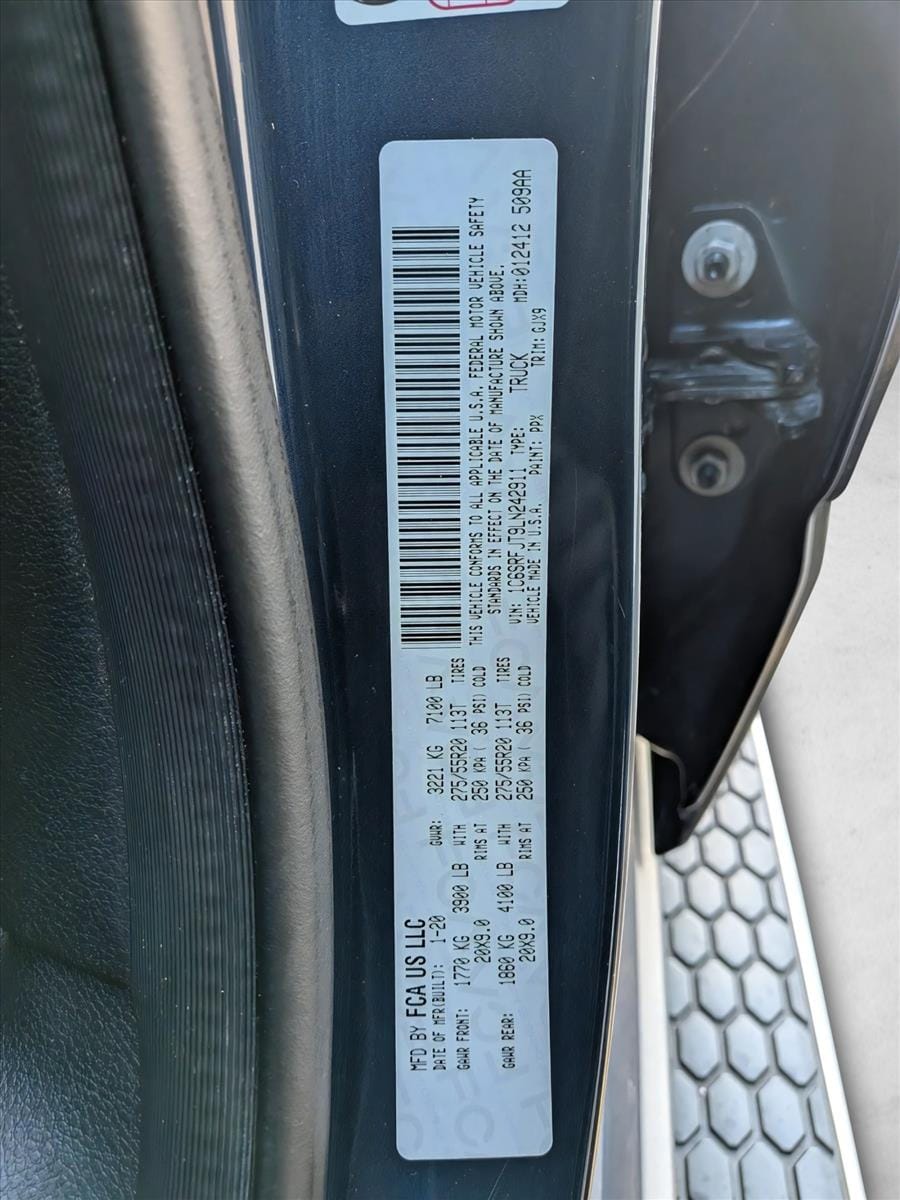 MFD BY FCA US LLC
DATE OF MFR(BUILT): 1-20 GVWR: 3221 KG 7100 LB
GAWR FRONT: 1770 KG 3900 LB WITH 275/55R20 113T TIRES
20X9.0 RIMS AT 250 KPA ( 36 PSI) COLD
GAWR REAR: 1860 KG 4100 LB WITH 275/55R20 113T TIRES
20X9.0 RIMS AT 250 KPA ( 36 PSI) COLD
THIS VEHICLE CONFORMS TO ALL APPLICABLE U.S.A. FEDERAL MOTOR VEHICLE SAFETY
STANDARDS IN EFFECT ON THE DATE OF MANUFACTURE SHOWN ABOVE.
VIN: 1C6SRFJT9LN242911 TYPE: TRUCK MDH:012412 509AA
VEHICLE MADE IN U.S.A. PAINT: PPX TRIM: GJX9